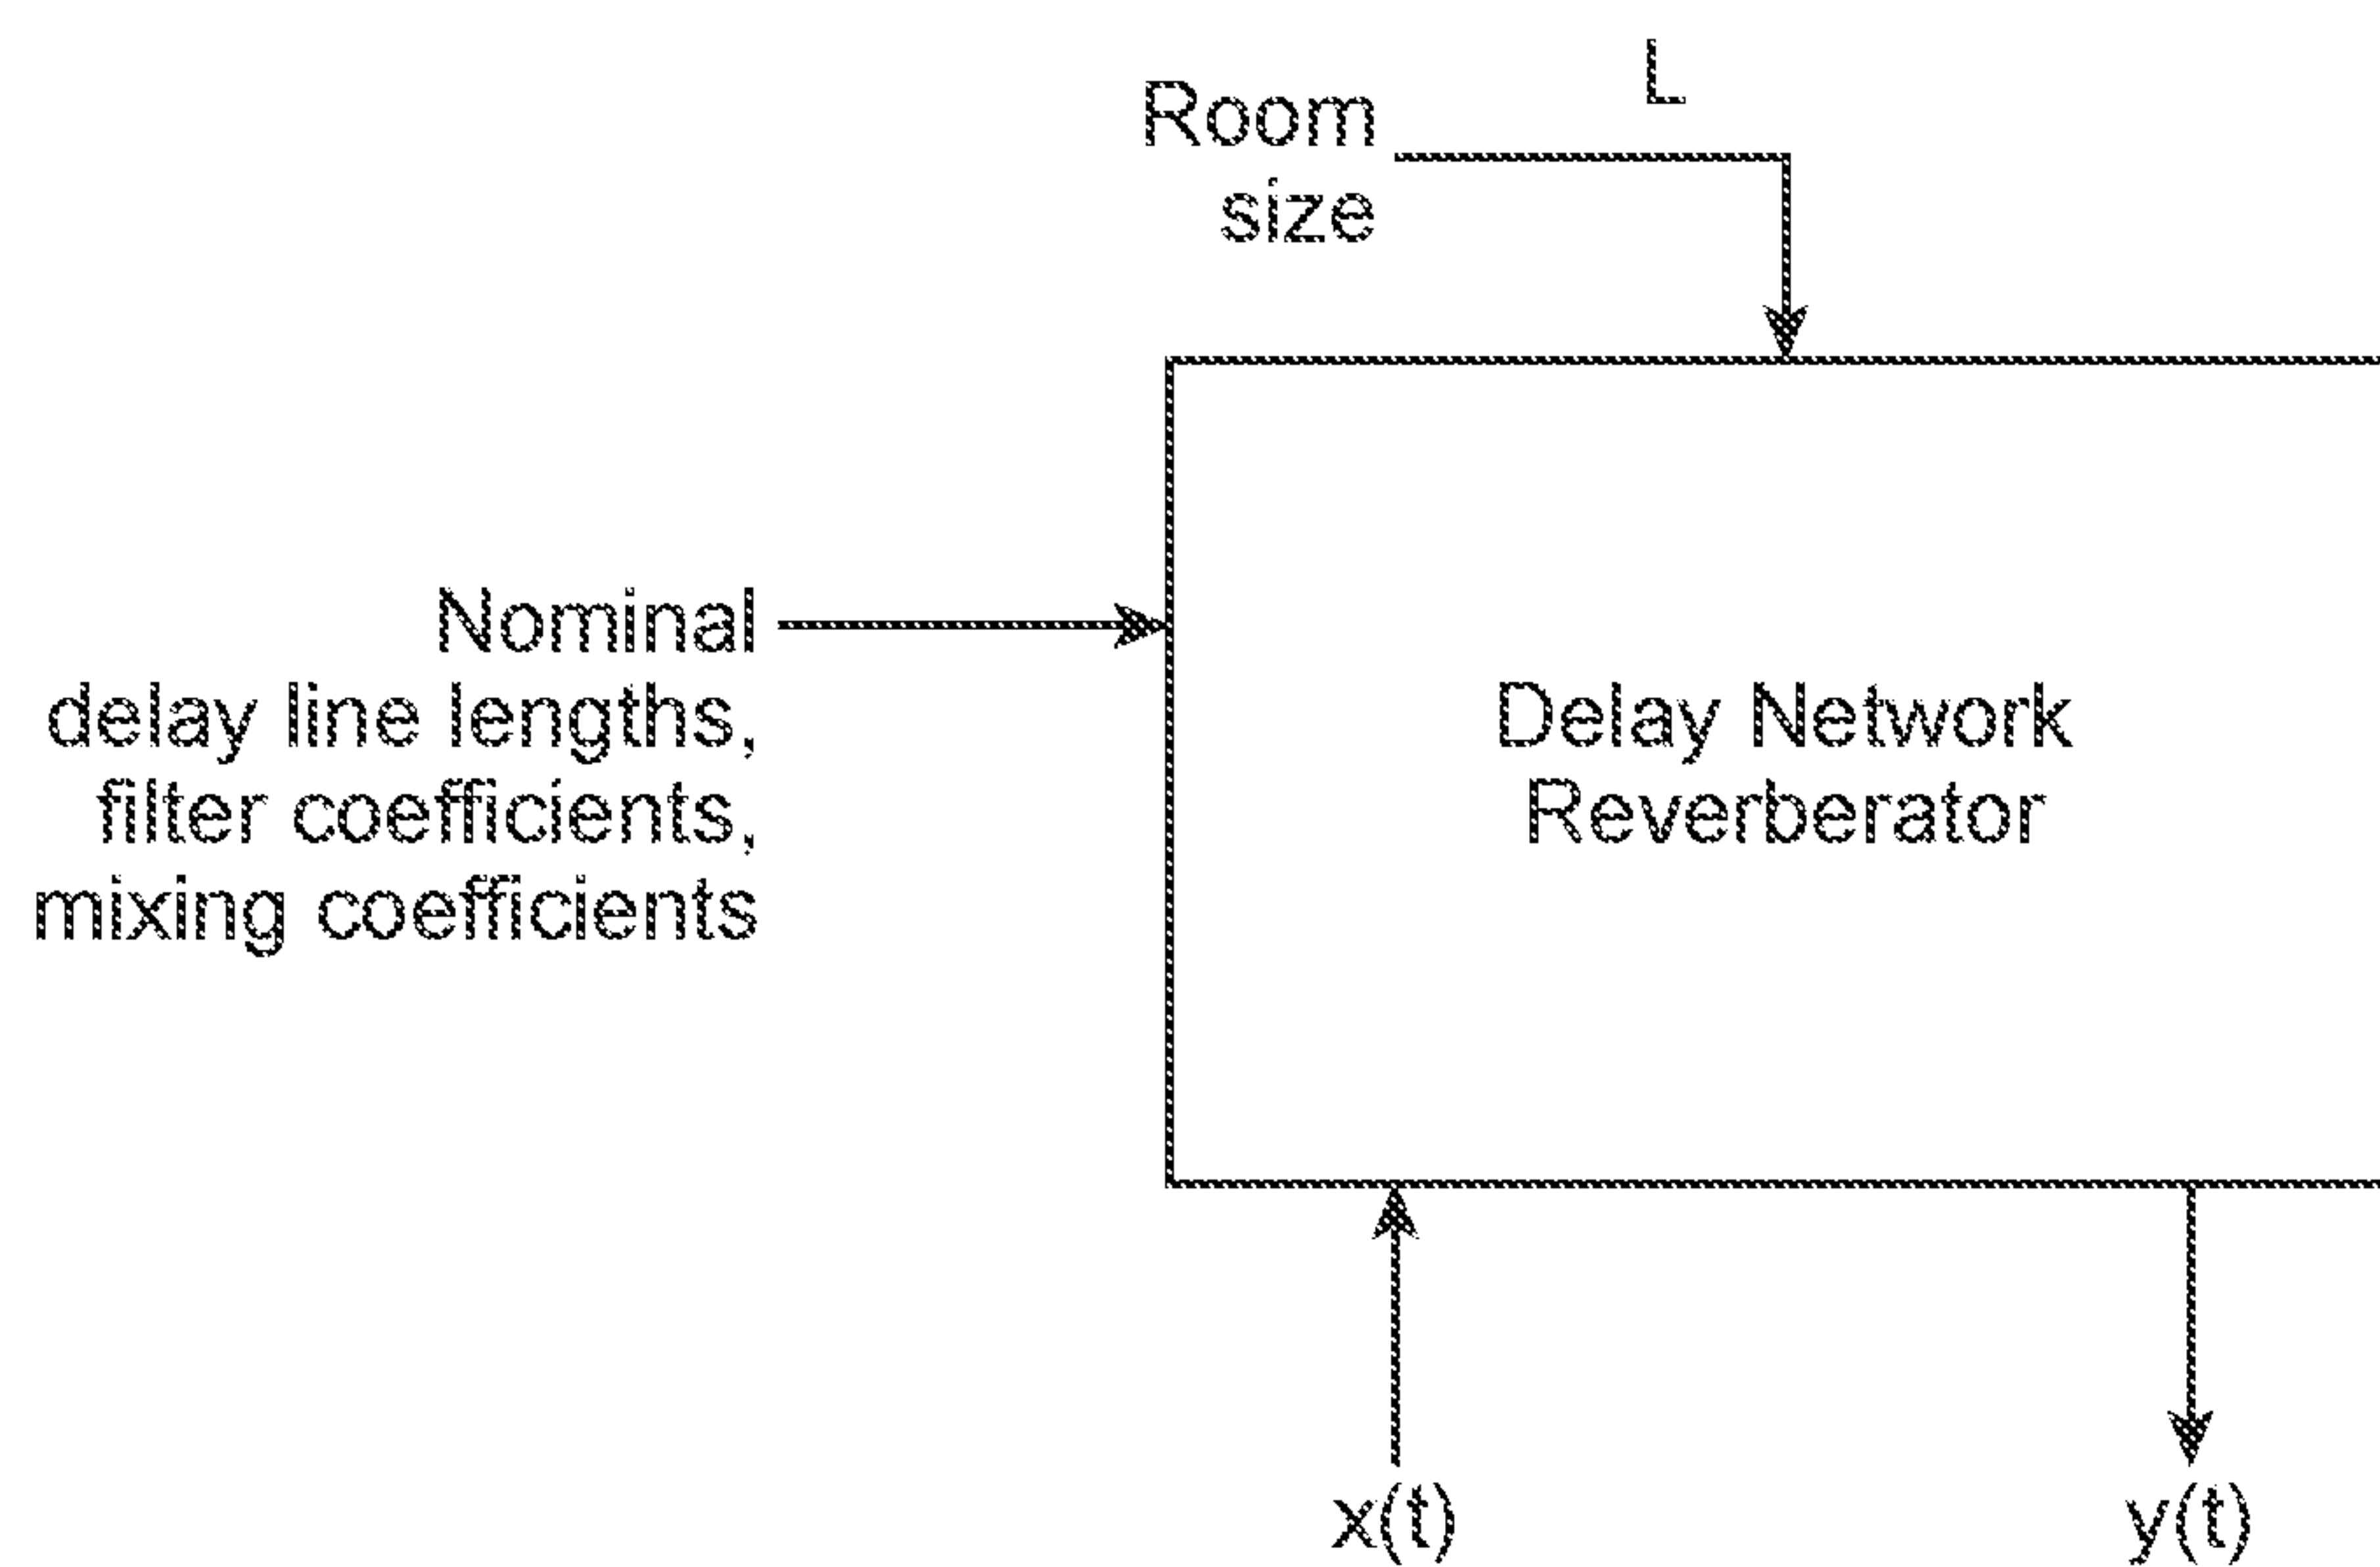 L
Room
size
Nominal
delay line lengths,
filter coefficients,
mixing coefficients
Delay Network
Reverberator
x(t)
y(t)